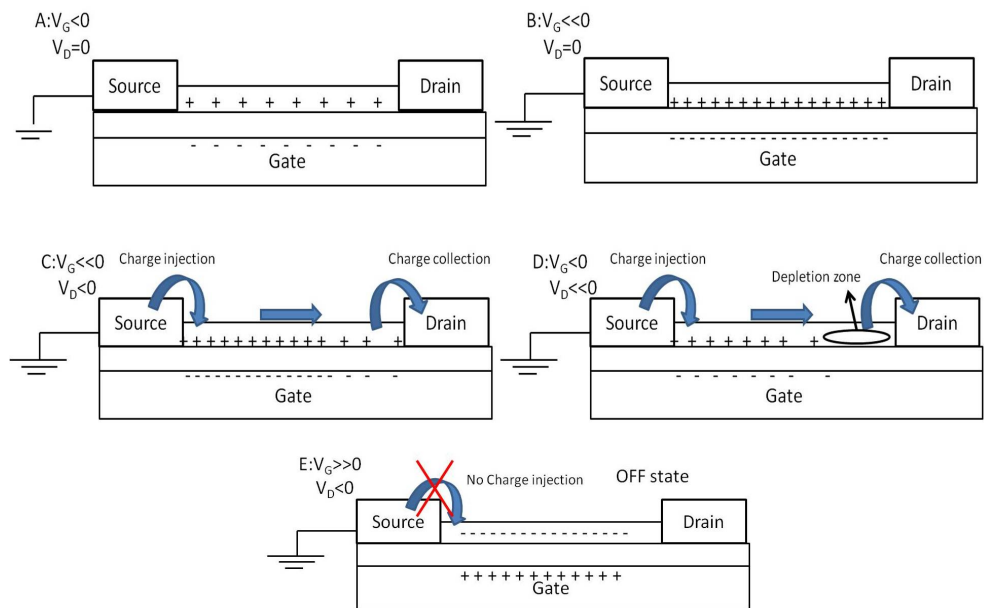 A:VG<0
VD=0
Source
Drain
+ + + + + + + +
- - - - - - - -
Gate
B:VG<<0
VD=0
Source
Drain
+ + + + + + + + + + + + + + + +
- - - - - - - - - - - - - - - - - - - -
Gate
C:VG<<0
VD<0
Charge injection
Charge collection
Source
Drain
+ + + + + + + + + + + + + + +
- - - - - - - - - - - - - - - - - -
Gate
D:VG<0
VD<<0
Charge injection
Charge collection
Depletion zone
Source
Drain
+ + + + + + + +
- - - - - - -
Gate
E:VG>>0
VD<0
No Charge injection
OFF state
Source
Drain
- - - - - - - - - - - - - - - -
+ + + + + + + + + + + +
Gate